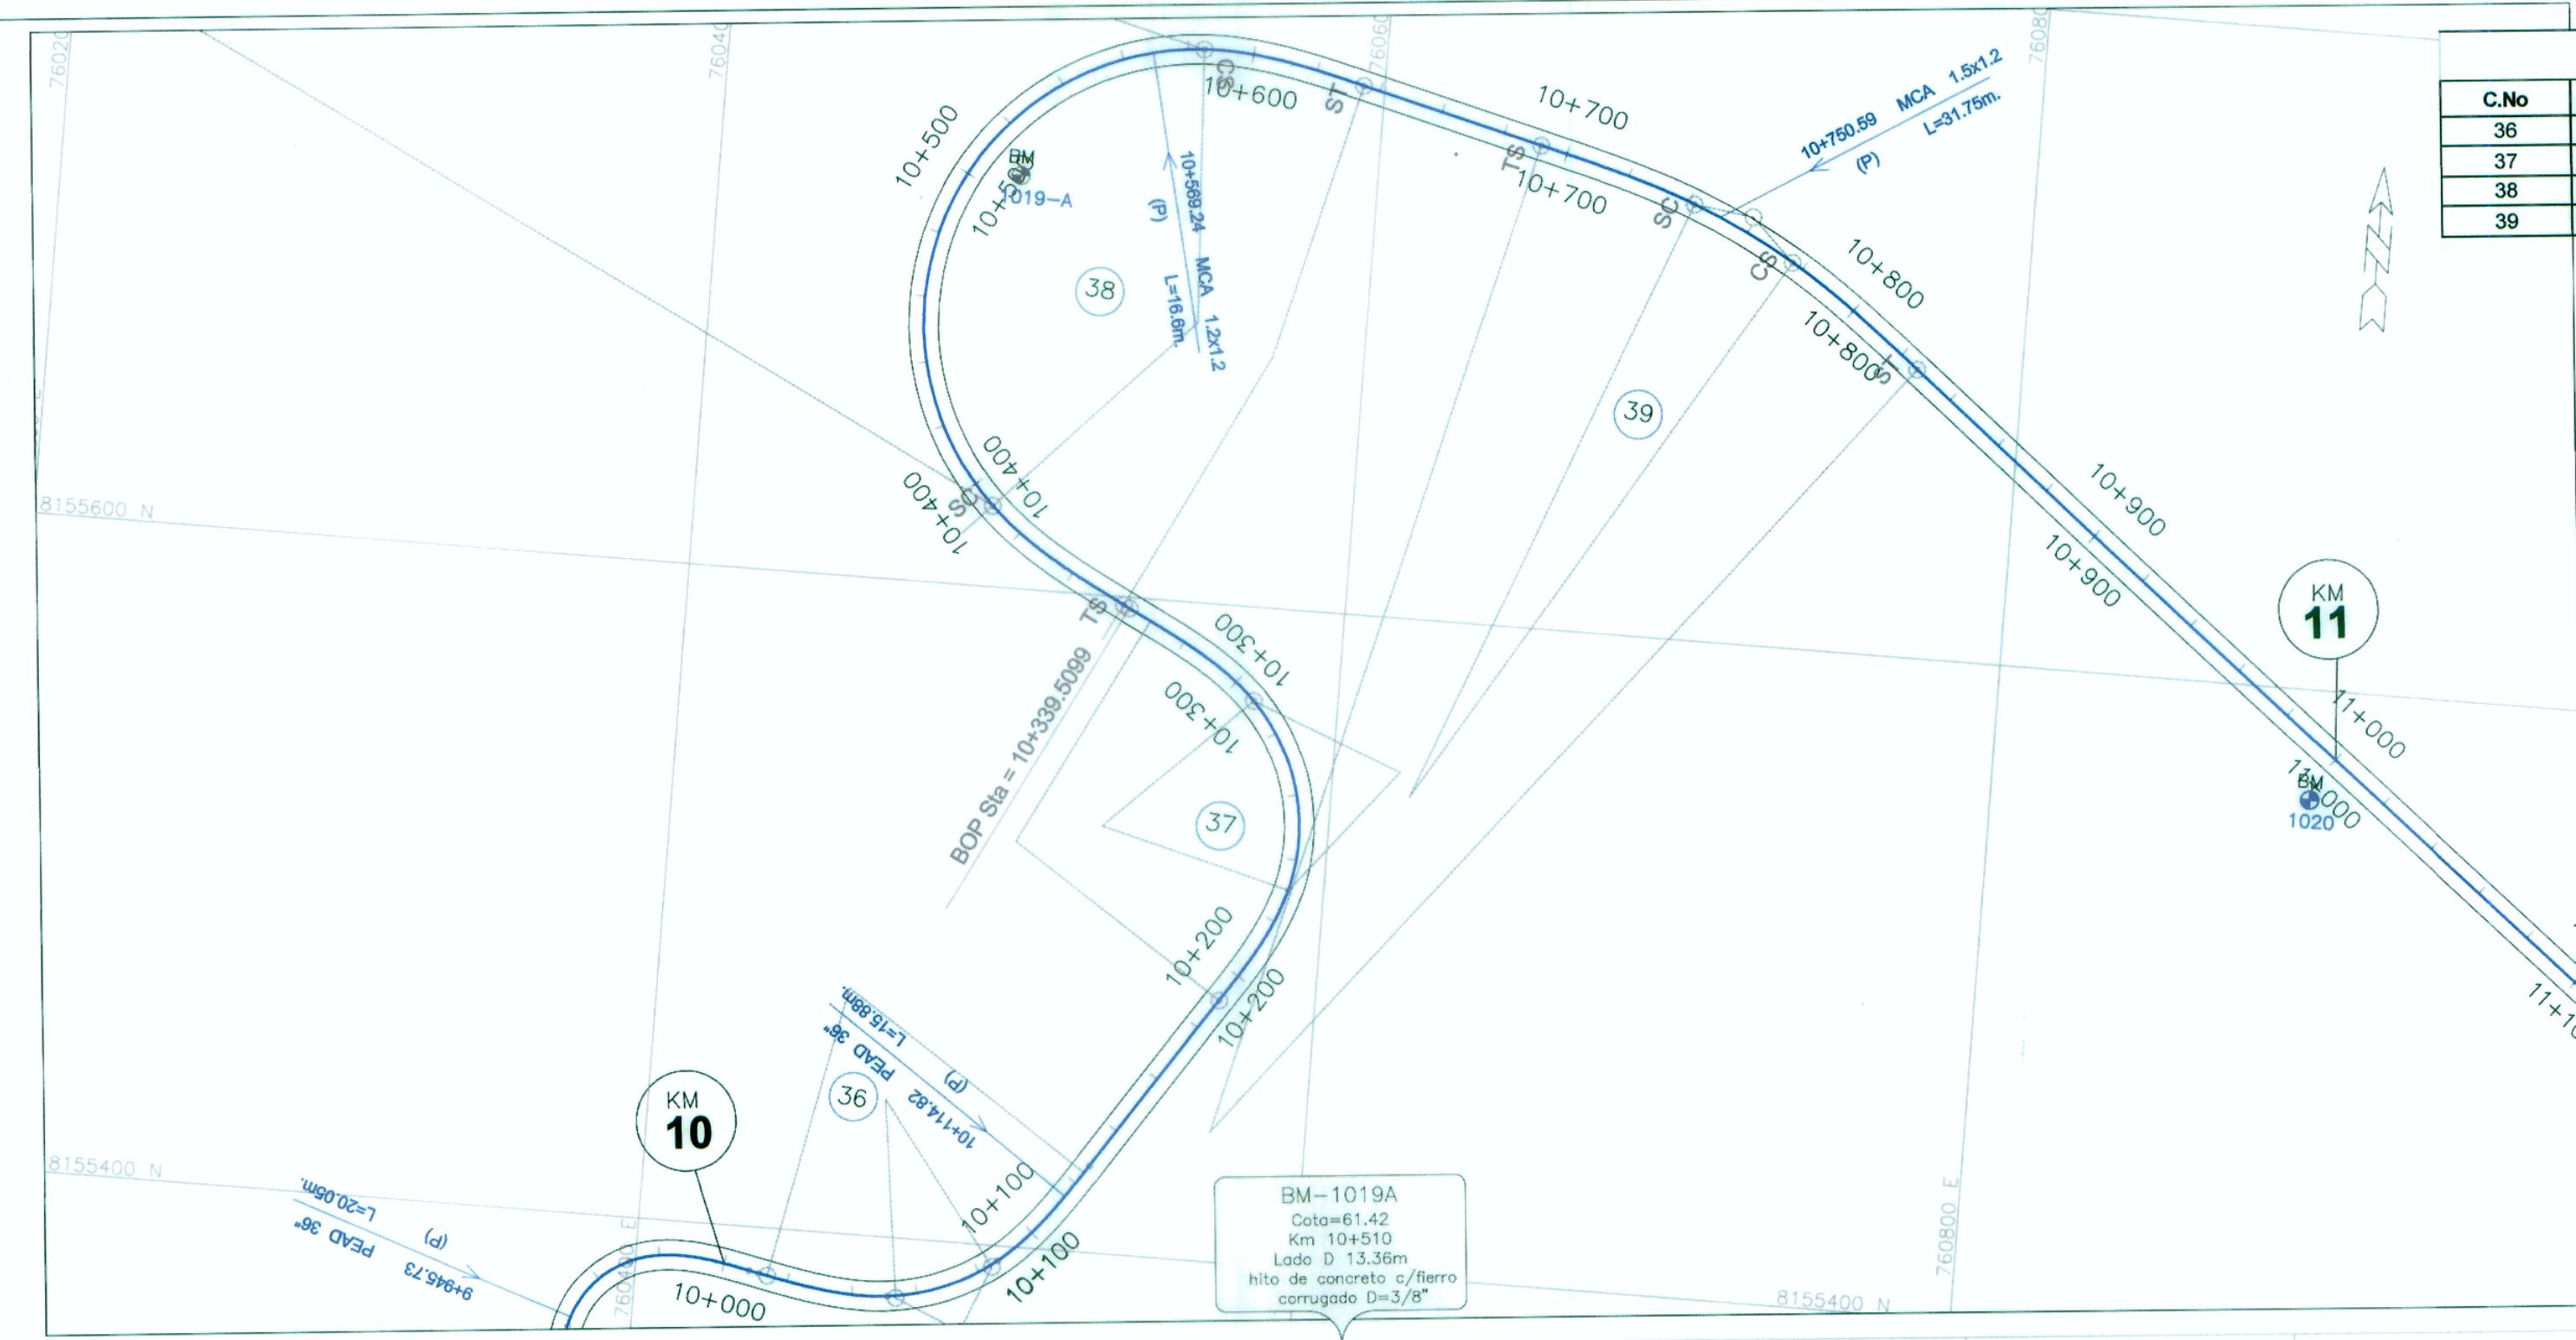 76020
76040
76060
76080
C.No
36
37
38
39
CS
10+600
ST
10+700
TS
10+700
SC
10+750.59 MCA 1.5x1.2
(P) L=31.75m.
CS
10+800
10+800
ST
10+500
BM
1019-A
10+569.24 MCA 1.2x1.2
(P) L=16.6m.
38
39
10+400
10+400
SC
8155600 N
TS
BOP Sta = 10+339.5099
10+300
10+300
37
10+900
10+900
KM
11
11+000
BM
1020
10+200
10+200
L=15.88m. (P)
10+114.82 PEAD 36"
36
KM
10
10+100
10+100
8155400 N
L=20.05m. (P)
9+945.73 PEAD 36"
10+000
BM-1019A
Cota=61.42
Km 10+510
Lado D 13.36m
hito de concreto c/fierro
corrugado D=3/8"
760800 E
8155400 N